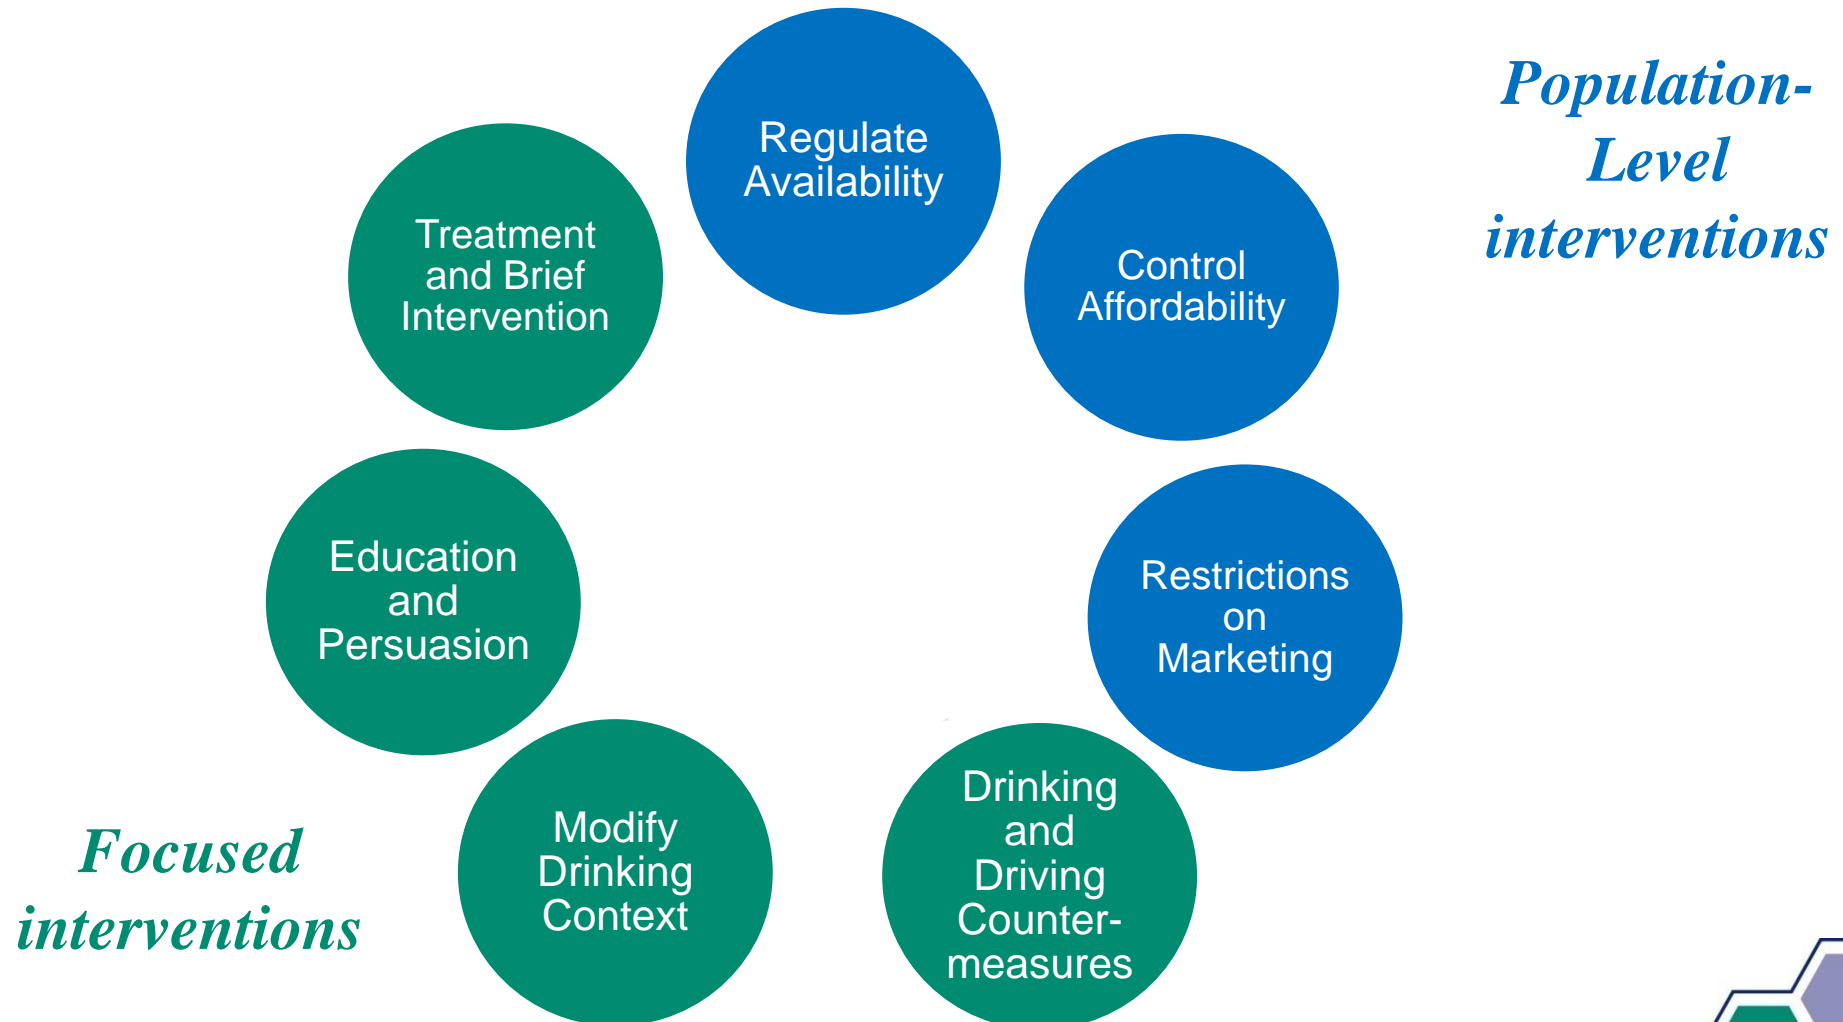 Regulate
Availability
Population-
Level
interventions
Treatment
and Brief
Intervention
Control
Affordability
Education
and
Persuasion
Restrictions
on
Marketing
Focused
interventions
Modify
Drinking
Context
Drinking
and
Driving
Counter-
measures